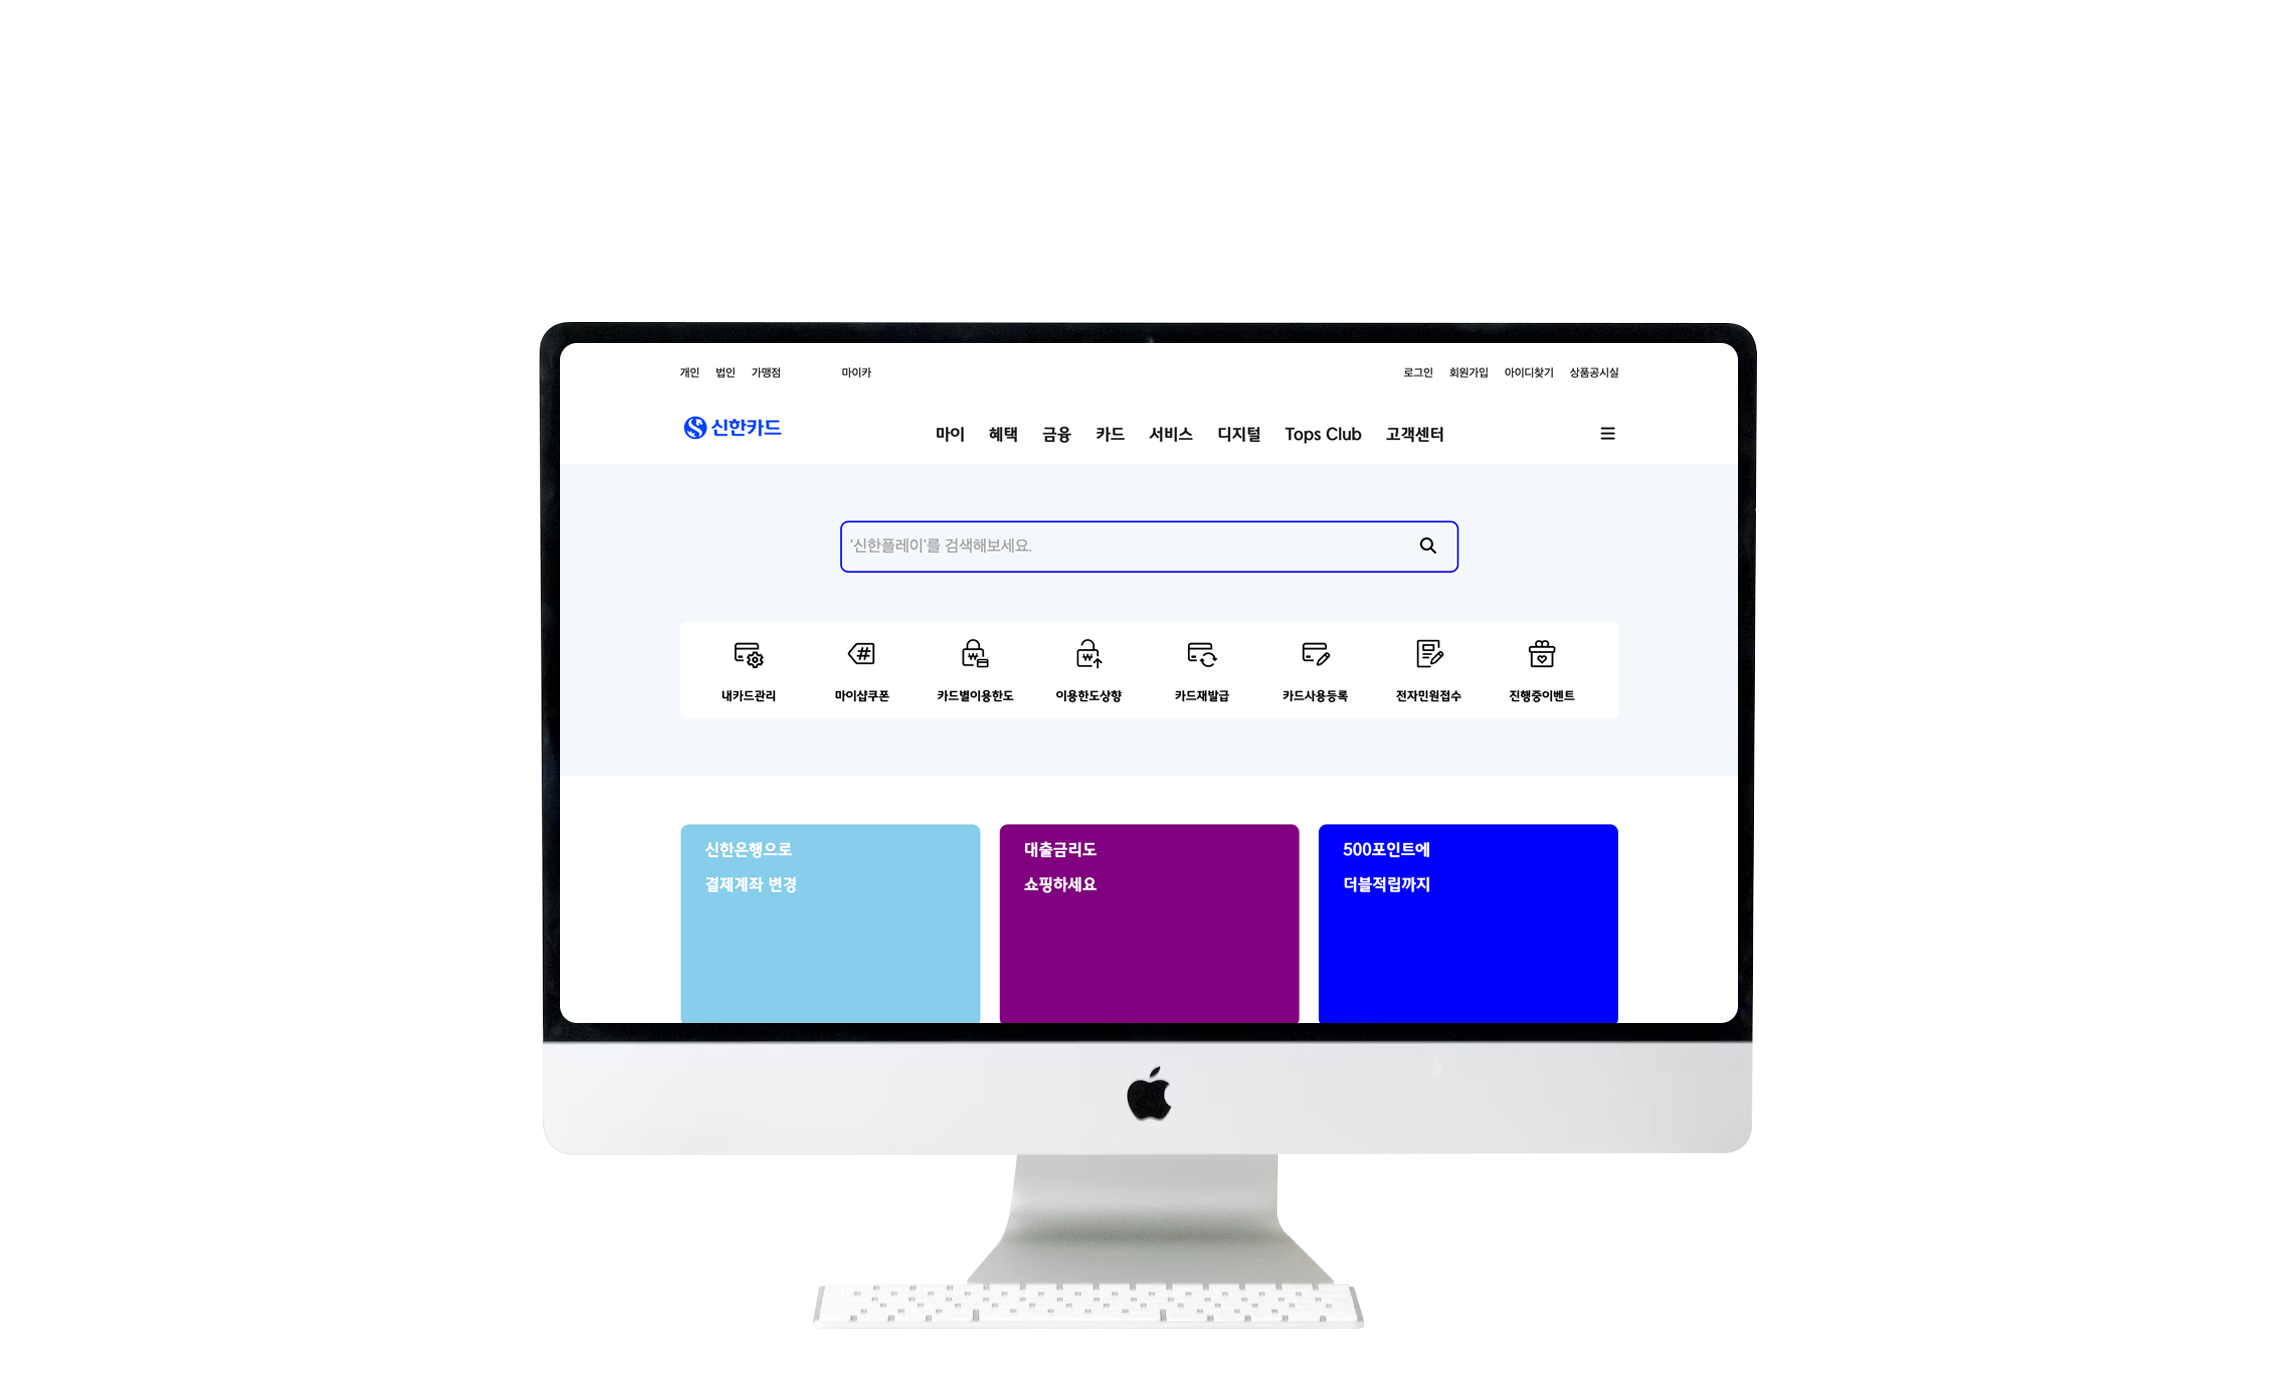 개인 법인 가맹점 마이카 로그인 회원가입 아이디찾기 상품공시실
신한카드 마이 혜택 금융 카드 서비스 디지털 Tops Club 고객센터
'신한플레이'를 검색해보세요.
내카드관리 마이샵쿠폰 카드별이용한도 이용한도상향 카드재발급 카드사용등록 전자민원접수 진행중이벤트
신한은행으로
결제계좌 변경
대출금리도
쇼핑하세요
500포인트에
더블적립까지